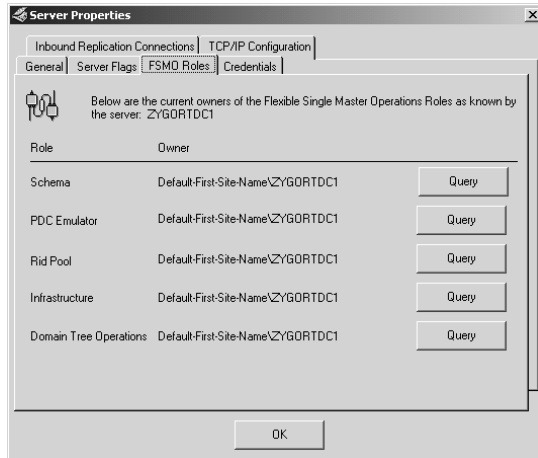 Server Properties
Inbound Replication Connections TCP/IP Configuration
General Server Flags FSMO Roles Credentials
Below are the current owners of the Flexible Single Master Operations Roles as known by
the server: ZYGORTDC1
Role Owner
Schema Default-First-Site-Name\ZYGORTDC1 Query
PDC Emulator Default-First-Site-Name\ZYGORTDC1 Query
Rid Pool Default-First-Site-Name\ZYGORTDC1 Query
Infrastructure Default-First-Site-Name\ZYGORTDC1 Query
Domain Tree Operations Default-First-Site-Name\ZYGORTDC1 Query
OK